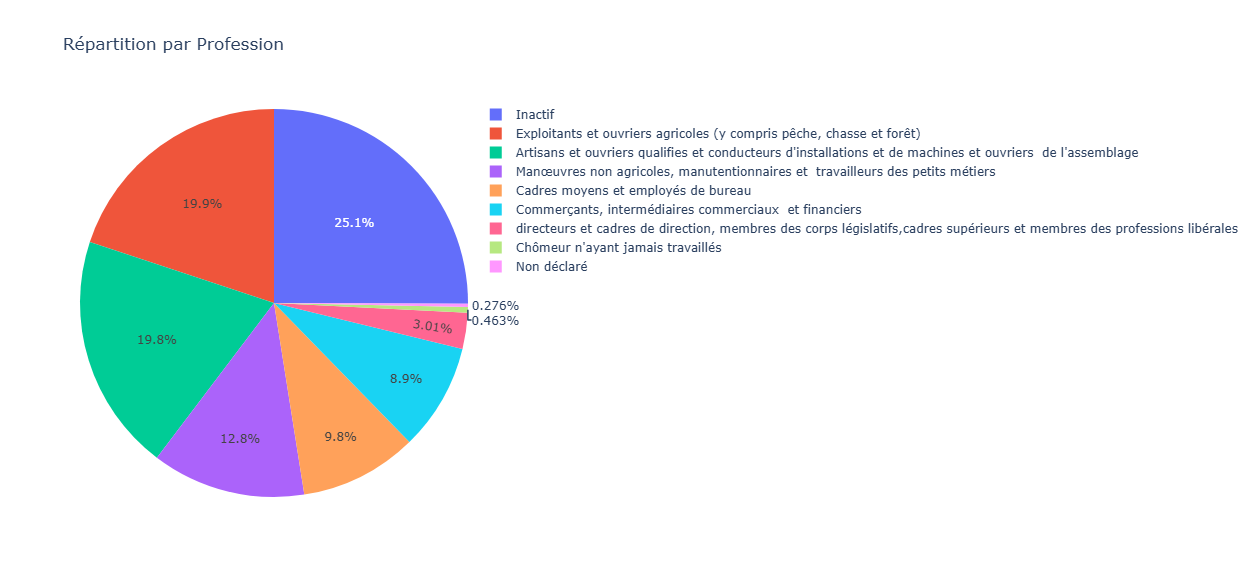 Répartition par Profession
Inactif
Exploitants et ouvriers agricoles (y compris pêche, chasse et forêt)
Artisans et ouvriers qualifies et conducteurs d'installations et de machines et ouvriers  de l'assemblage
Manœuvres non agricoles, manutentionnaires et  travailleurs des petits métiers
Cadres moyens et employés de bureau
Commerçants, intermédiaires commerciaux  et financiers
directeurs et cadres de direction, membres des corps législatifs,cadres supérieurs et membres des professions libérales
Chômeur n'ayant jamais travaillés
Non déclaré
25.1%
19.9%
19.8%
12.8%
9.8%
8.9%
3.01%
0.463%
0.276%